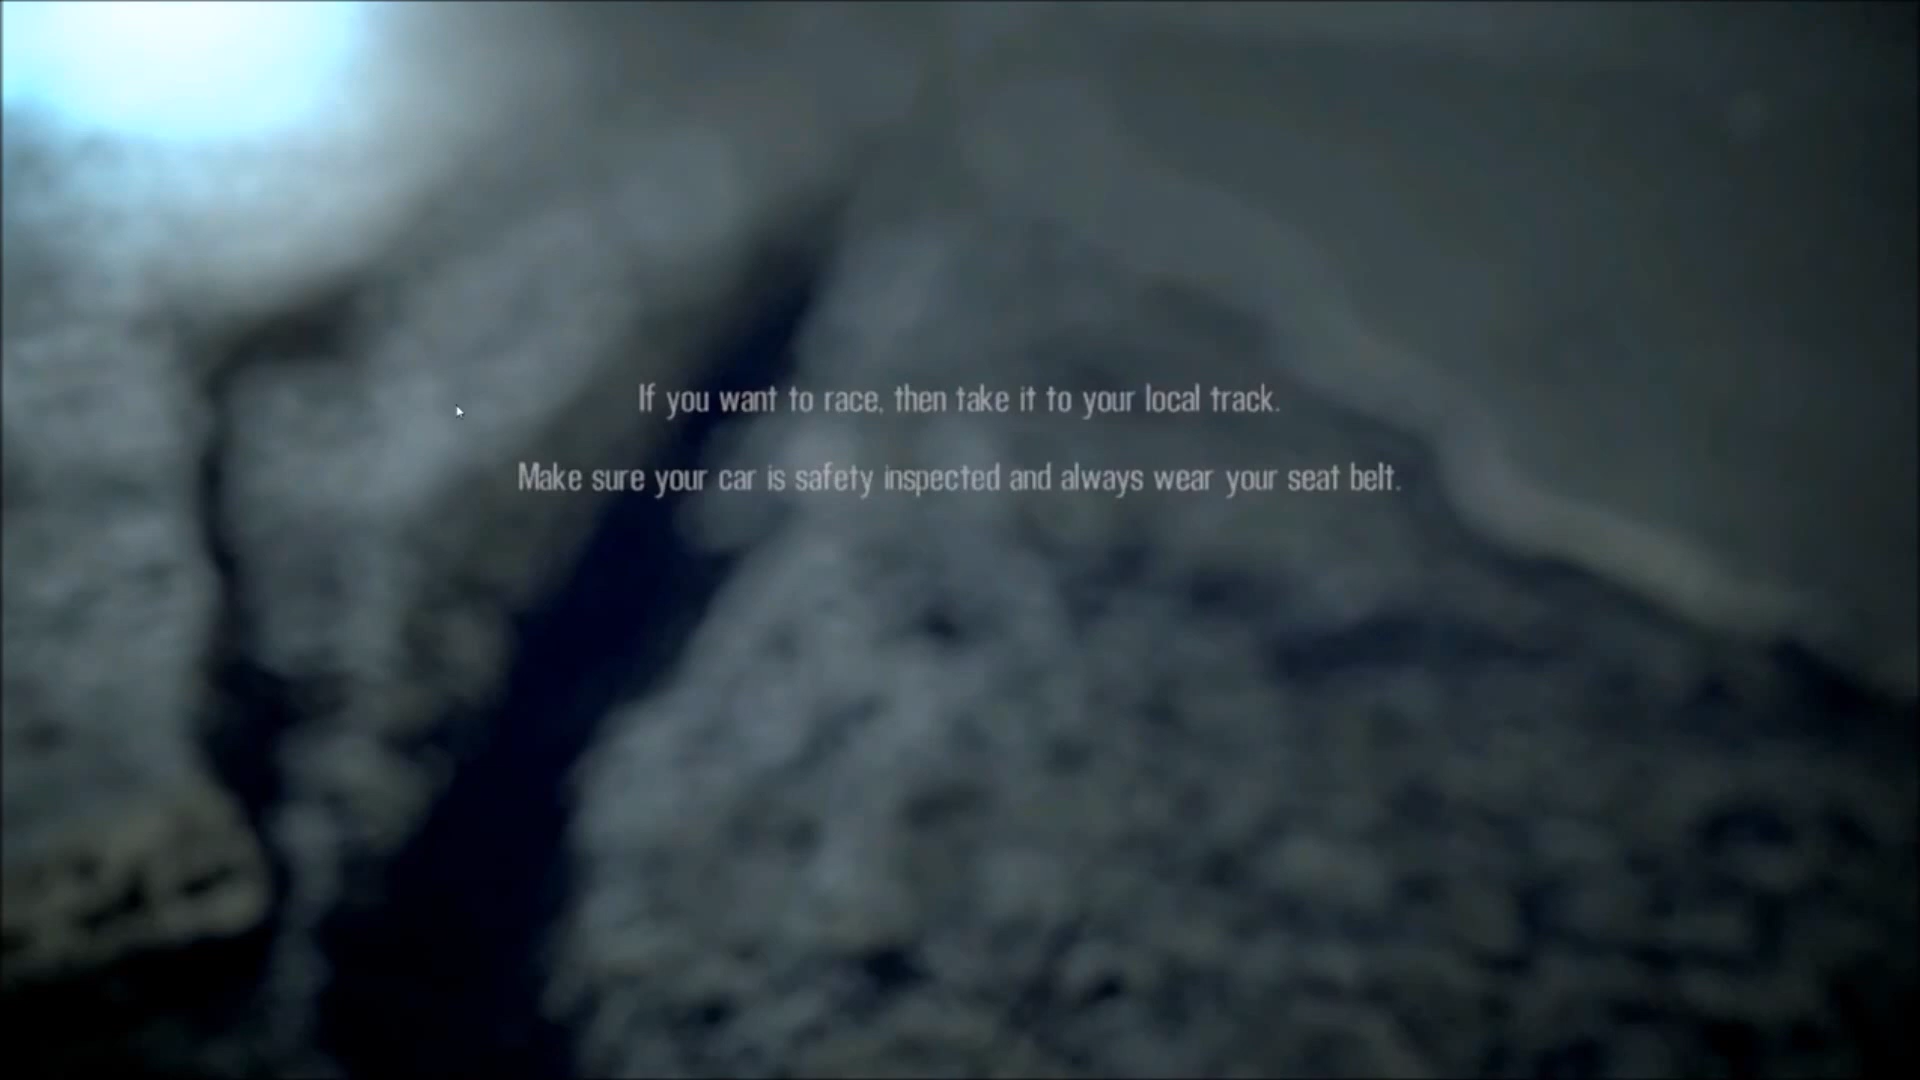 If you want to race, then take it to your local track.
Make sure your car is safety inspected and always wear your seat belt.